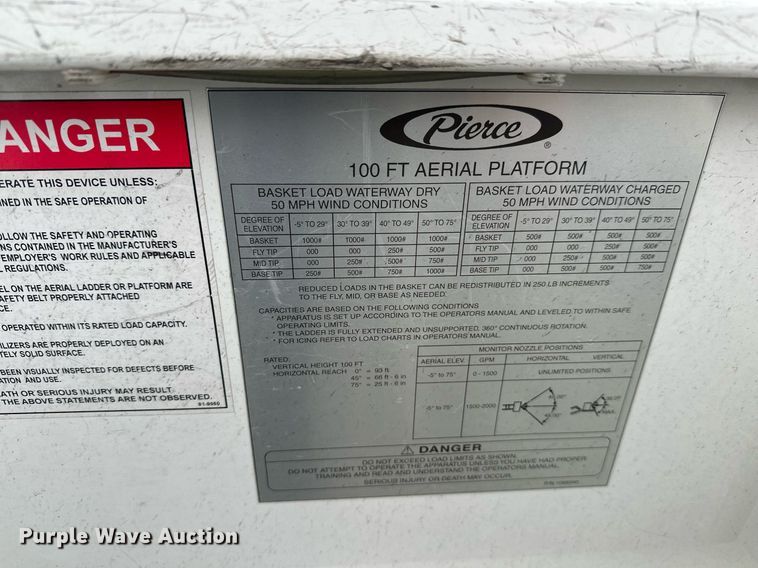 ANGER
ERATE THIS DEVICE UNLESS:
INED IN THE SAFE OPERATION OF
OLLOW THE SAFETY AND OPERATING
NS CONTAINED IN THE MANUFACTURER'S
EMPLOYER'S WORK RULES AND APPLICABLE
L REGULATIONS.
EL ON THE AERIAL LADDER OR PLATFORM ARE
AFETY BELT PROPERLY ATTACHED
CE.
OPERATED WITHIN ITS RATED LOAD CAPACITY.
ILIZERS ARE PROPERLY DEPLOYED ON AN
TELY SOLID SURFACE.
BEEN VISUALLY INSPECTED FOR DEFECTS BEFORE
ATION AND USE.
EATH OR SERIOUS INJURY MAY RESULT
THE ABOVE STATEMENTS ARE NOT OBSERVED.
Pierce ®
100 FT AERIAL PLATFORM
BASKET LOAD WATERWAY DRY
50 MPH WIND CONDITIONS
DEGREE OF ELEVATION -5° TO 29° 30° TO 39° 40° TO 49° 50° TO 75°
BASKET 1000# 1000# 1000# 1000#
FLY TIP 000 000 250# 500#
MID TIP 000 250# 500# 750#
BASE TIP 250# 500# 750# 1000#
BASKET LOAD WATERWAY CHARGED
50 MPH WIND CONDITIONS
DEGREE OF ELEVATION -5° TO 29° 30° TO 39° 40° TO 49° 50° TO 75°
BASKET 500# 500# 500# 500#
FLY TIP 000 000 250# 500#
MID TIP 000 250# 500# 500#
BASE TIP 000 500# 500# 750#
REDUCED LOADS IN THE BASKET CAN BE REDISTRIBUTED IN 250 LB INCREMENTS
TO THE FLY, MID, OR BASE AS NEEDED.
CAPACITIES ARE BASED ON THE FOLLOWING CONDITIONS
* APPARATUS IS SET UP ACCORDING TO THE OPERATORS MANUAL AND LEVELED TO WITHIN SAFE
OPERATING LIMITS.
* THE LADDER IS FULLY EXTENDED AND UNSUPPORTED, 360° CONTINUOUS ROTATION.
* FOR ICING REFER TO LOAD CHARTS IN OPERATORS MANUAL.
RATED:
VERTICAL HEIGHT 100 FT
HORIZONTAL REACH 0° = 93 ft
45° = 66 ft - 6 in
75° = 25 ft - 6 in
MONITOR NOZZLE POSITIONS
AERIAL ELEV. GPM HORIZONTAL VERTICAL
-5° to 75° 0 - 1500 UNLIMITED POSITIONS
-5° to 75° 1500-2000
MAX.
DANGER
DO NOT EXCEED LOAD LIMITS AS SHOWN.
DO NOT ATTEMPT TO OPERATE THE APPARATUS UNLESS YOU HAVE HAD PROPER
TRAINING AND READ AND UNDERSTAND THE OPERATORS MANUAL.
SERIOUS INJURY OR DEATH MAY OCCUR.
Purple Wave Auction